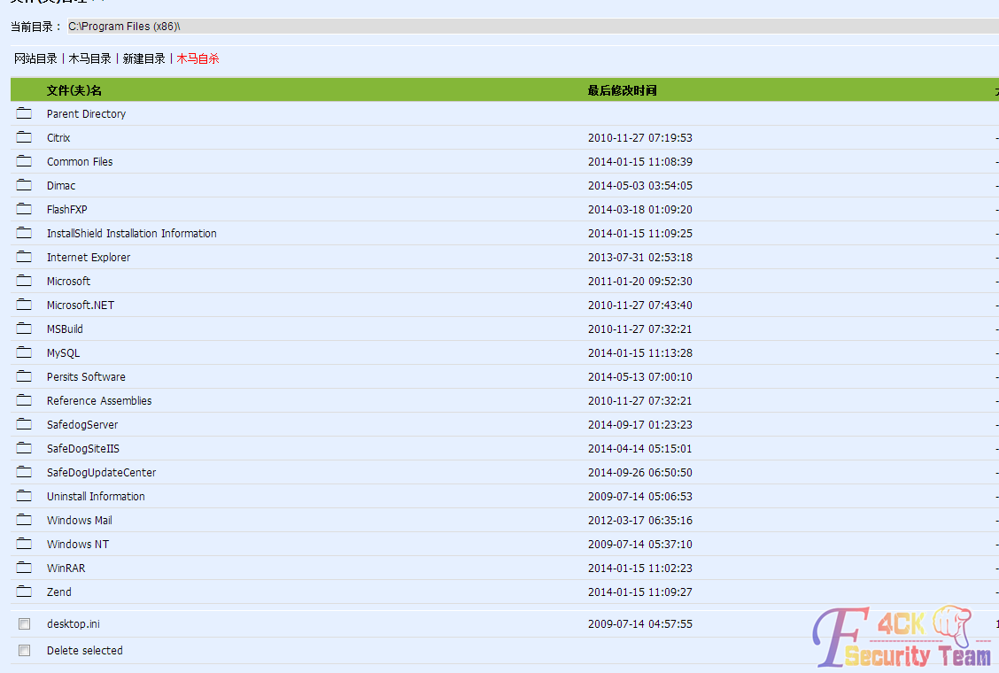 当前目录： C:\Program Files (x86)\
网站目录 | 木马目录 | 新建目录 | 木马自杀
文件(夹)名 最后修改时间
Parent Directory
Citrix 2010-11-27 07:19:53 -
Common Files 2014-01-15 11:08:39 -
Dimac 2014-05-03 03:54:05 -
FlashFXP 2014-03-18 01:09:20 -
InstallShield Installation Information 2014-01-15 11:09:25 -
Internet Explorer 2013-07-31 02:53:18 -
Microsoft 2011-01-20 09:52:30 -
Microsoft.NET 2010-11-27 07:43:40 -
MSBuild 2010-11-27 07:32:21 -
MySQL 2014-01-15 11:13:28 -
Persits Software 2014-05-13 07:00:10 -
Reference Assemblies 2010-11-27 07:32:21 -
SafedogServer 2014-09-17 01:23:23 -
SafeDogSiteIIS 2014-04-14 05:15:01 -
SafeDogUpdateCenter 2014-09-26 06:50:50 -
Uninstall Information 2009-07-14 05:06:53 -
Windows Mail 2012-03-17 06:35:16 -
Windows NT 2009-07-14 05:37:10 -
WinRAR 2014-01-15 11:02:23 -
Zend 2014-01-15 11:09:27 -
desktop.ini 2009-07-14 04:57:55 1
Delete selected
F4CK
Security Team